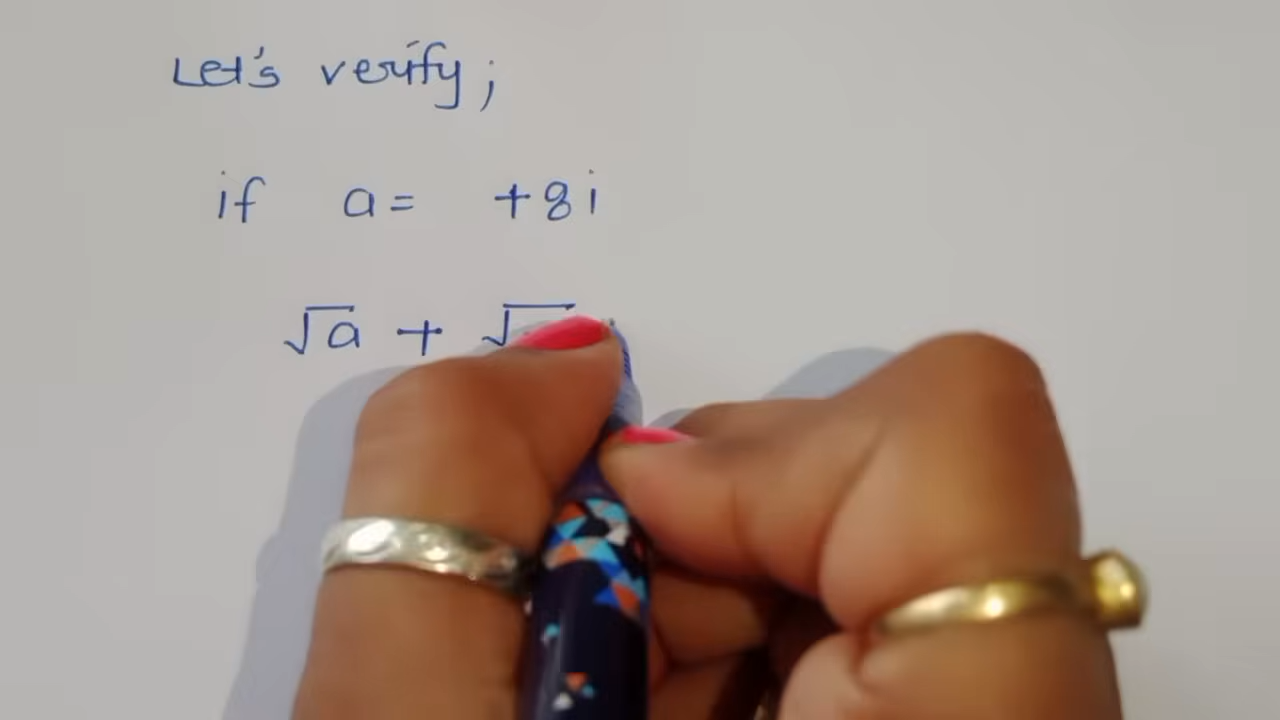 Let's verify;
if a = +8i
√a + √